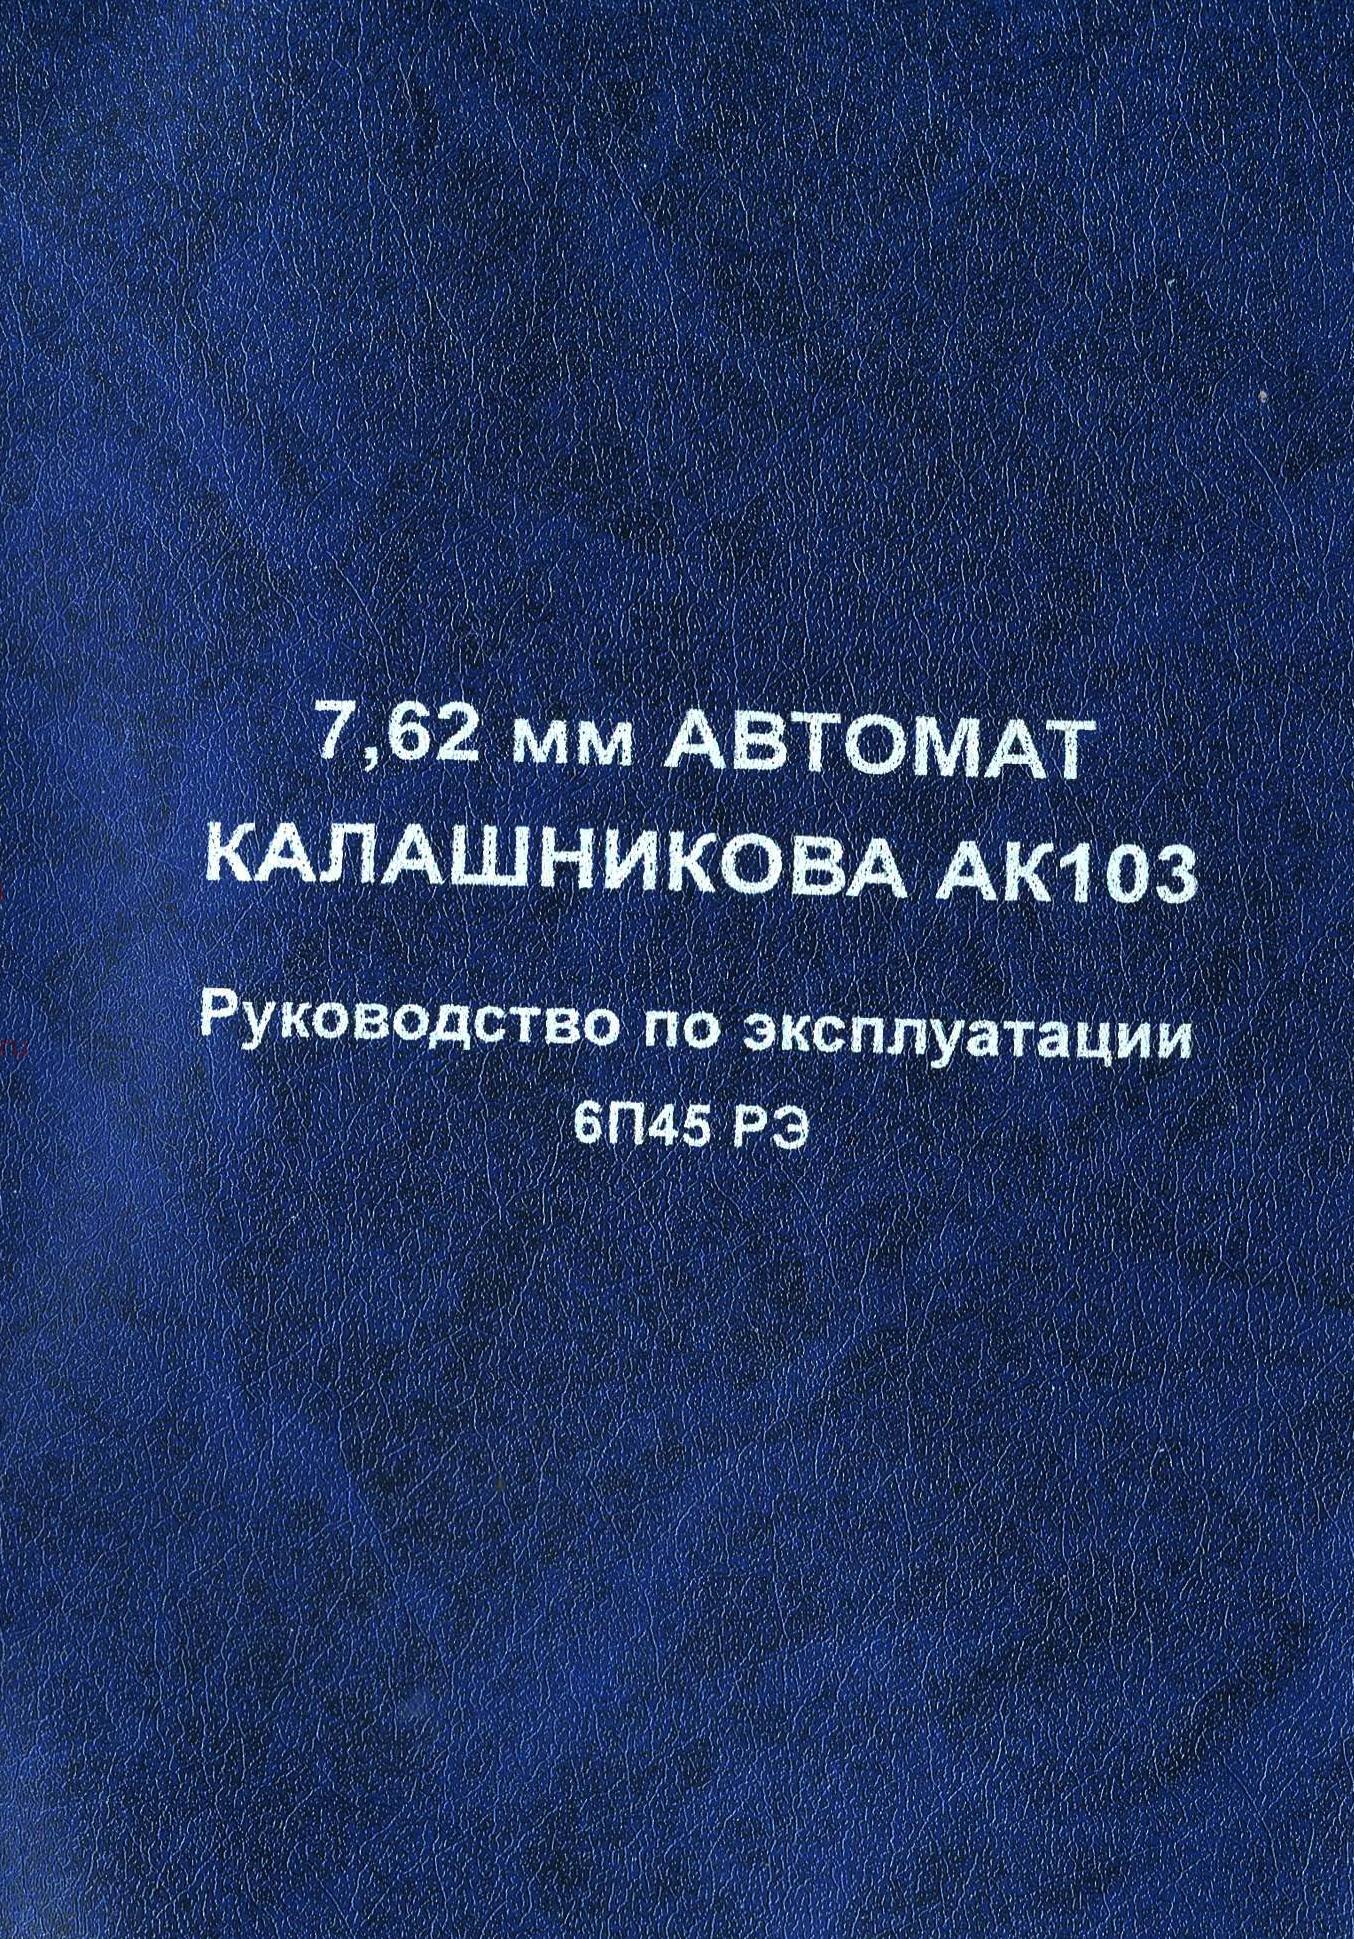 7,62 мм АВТОМАТ
КАЛАШНИКОВА АК103
Руководство по эксплуатации
6П45 РЭ